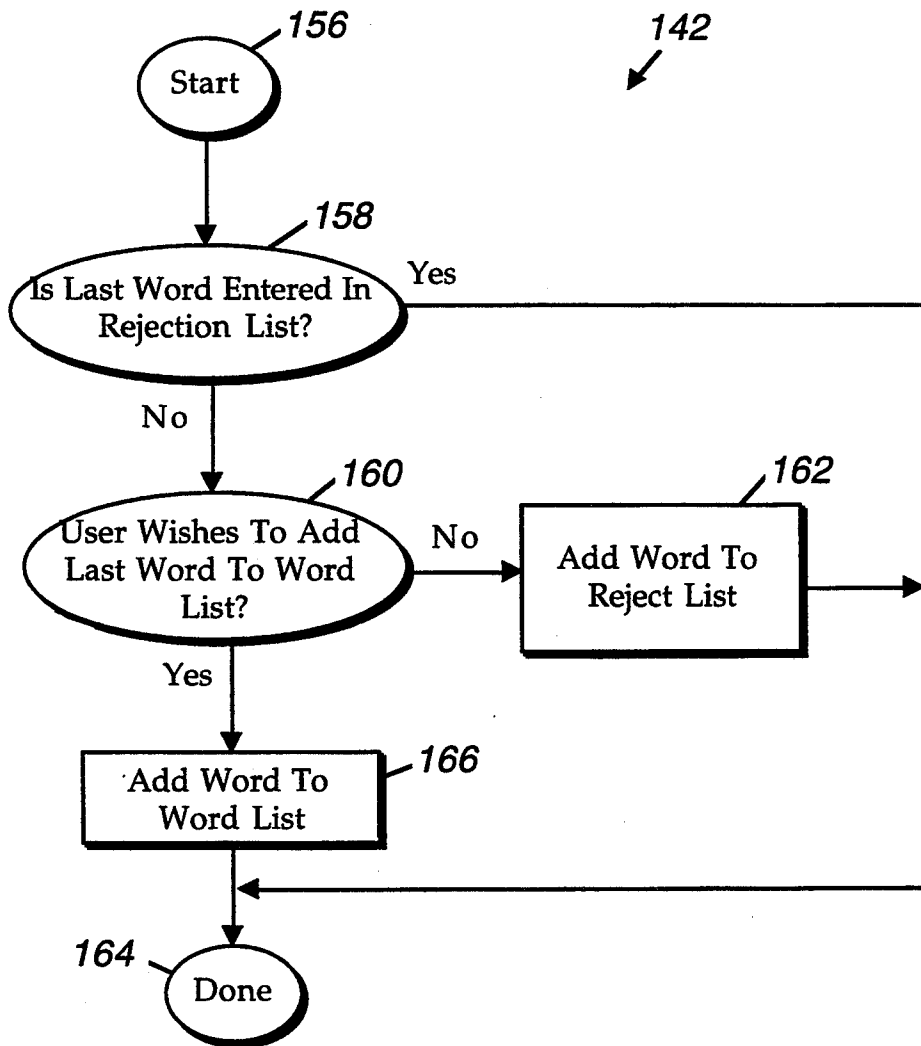 156
142
Start
158
Is Last Word Entered In
Rejection List?
Yes
No
160
User Wishes To Add
Last Word To Word
List?
No
162
Add Word To
Reject List
Yes
166
Add Word To
Word List
164
Done